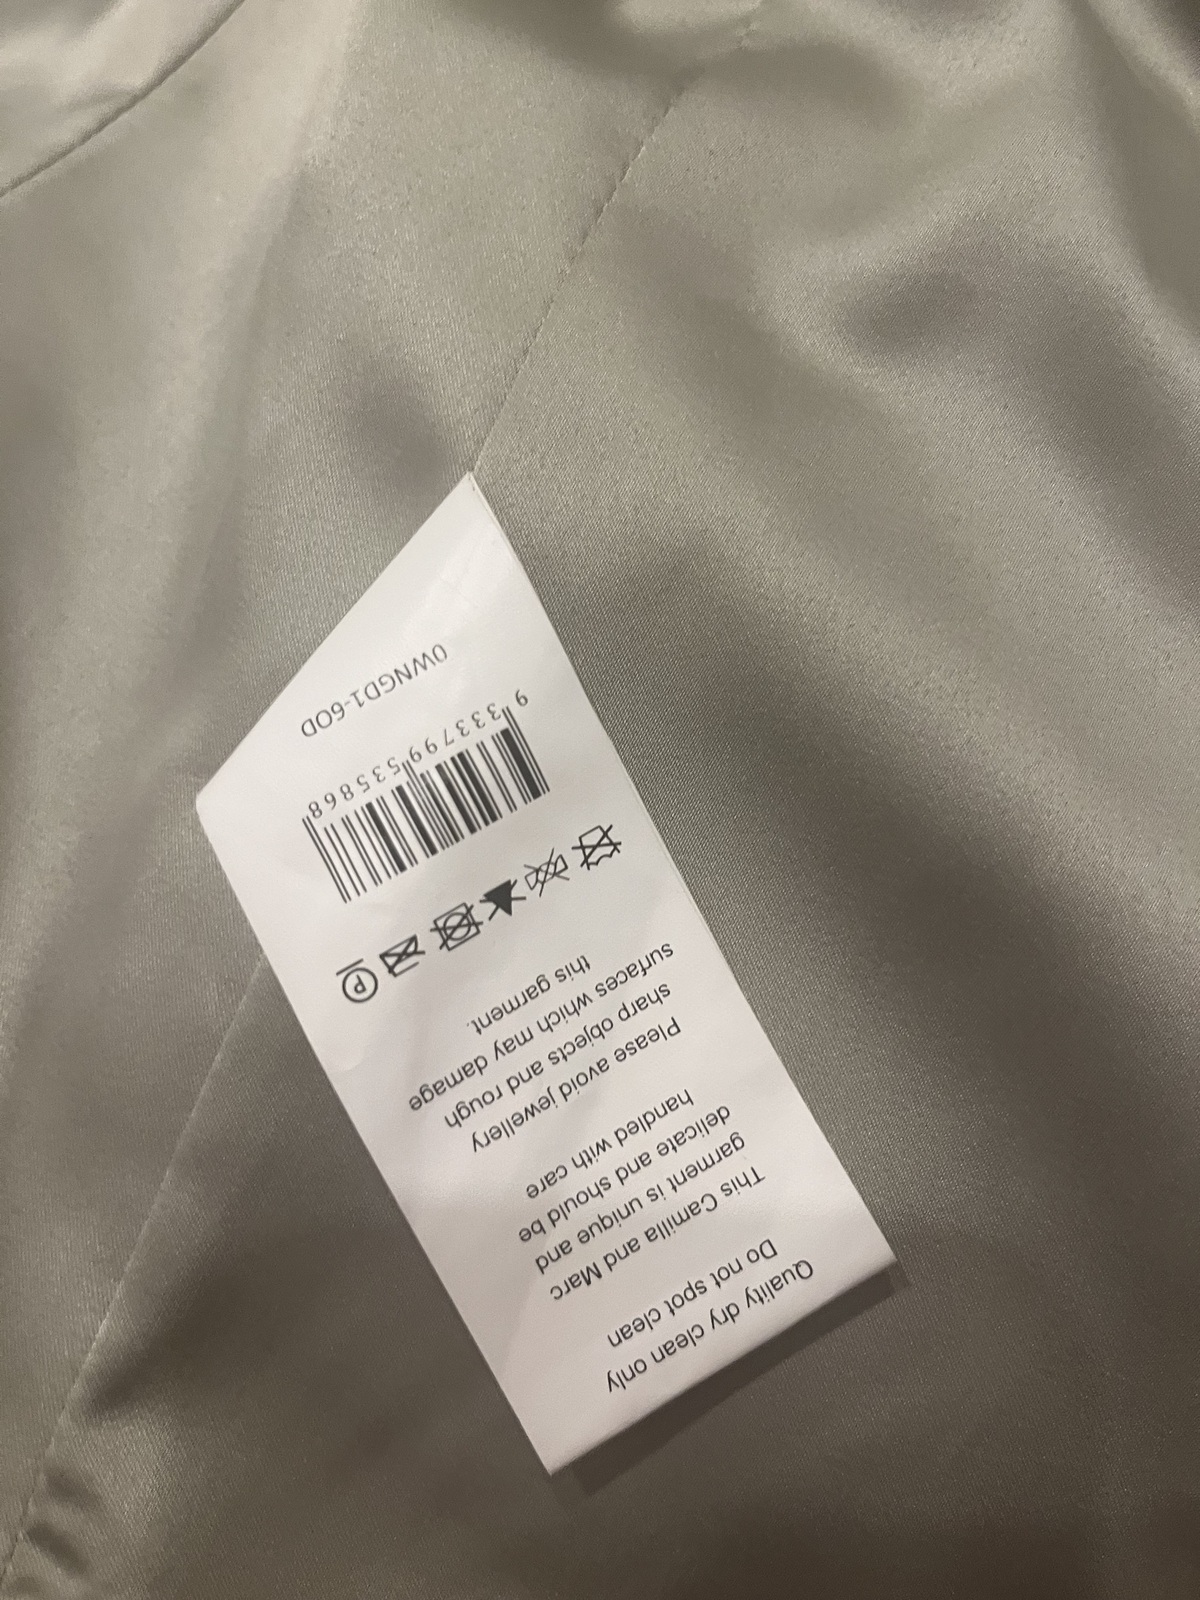 Quality dry clean only
Do not spot clean
This Camilla and Marc
garment is unique and
delicate and should be
handled with care
Please avoid jewellery
sharp objects and rough
surfaces which may damage
this garment.
P
9 333799 535868
0WNGD1-6OD